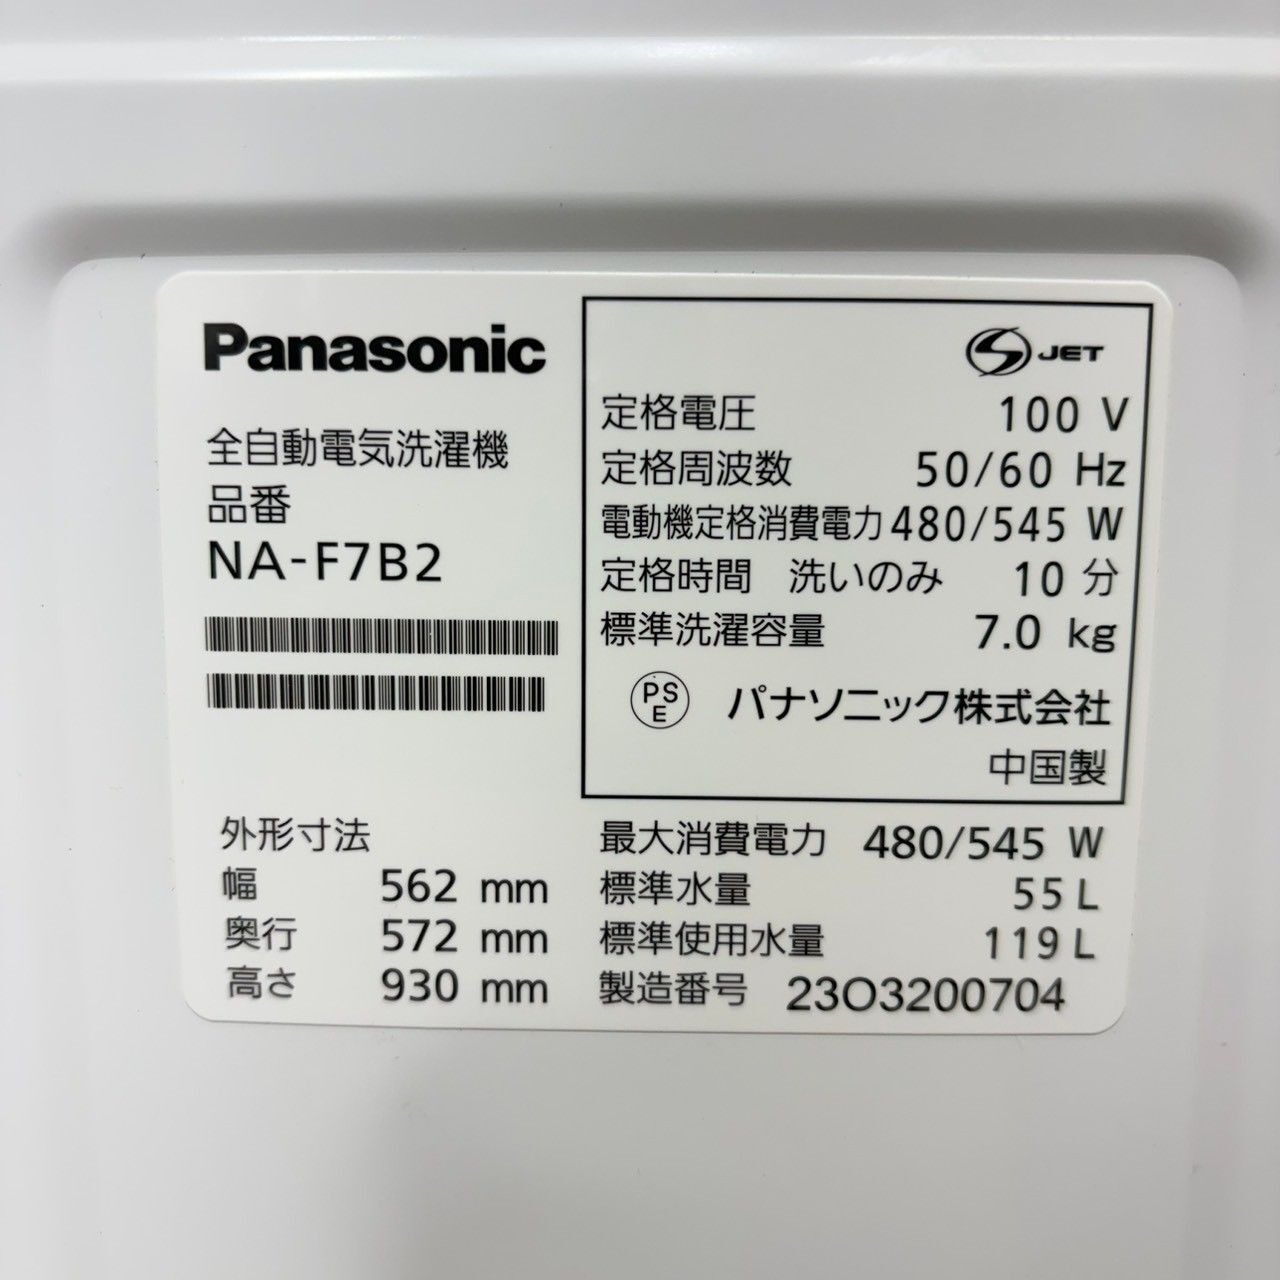 Panasonic
全自動電気洗濯機
品番
NA-F7B2
S JET
定格電圧 100 V
定格周波数 50/60 Hz
電動機定格消費電力 480/545 W
定格時間 洗いのみ 10 分
標準洗濯容量 7.0 kg
PS
E
パナソニック株式会社
中国製
外形寸法
幅 562 mm
奥行 572 mm
高さ 930 mm
最大消費電力 480/545 W
標準水量 55 L
標準使用水量 119 L
製造番号 23O3200704